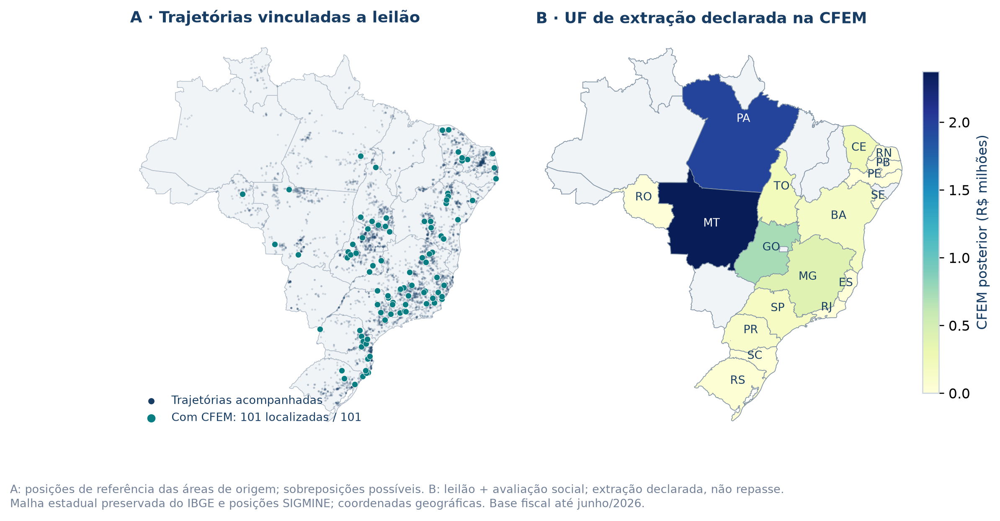 A · Trajetórias vinculadas a leilão
B · UF de extração declarada na CFEM
PA
CE
RN
PB
PE
TO
SE
RO
BA
MT
GO
MG
ES
SP
RJ
PR
SC
RS
2.0
1.5
1.0
0.5
0.0
CFEM posterior (R$ milhões)
Trajetórias acompanhadas
Com CFEM: 101 localizadas / 101
A: posições de referência das áreas de origem; sobreposições possíveis. B: leilão + avaliação social; extração declarada, não repasse.
Malha estadual preservada do IBGE e posições SIGMINE; coordenadas geográficas. Base fiscal até junho/2026.